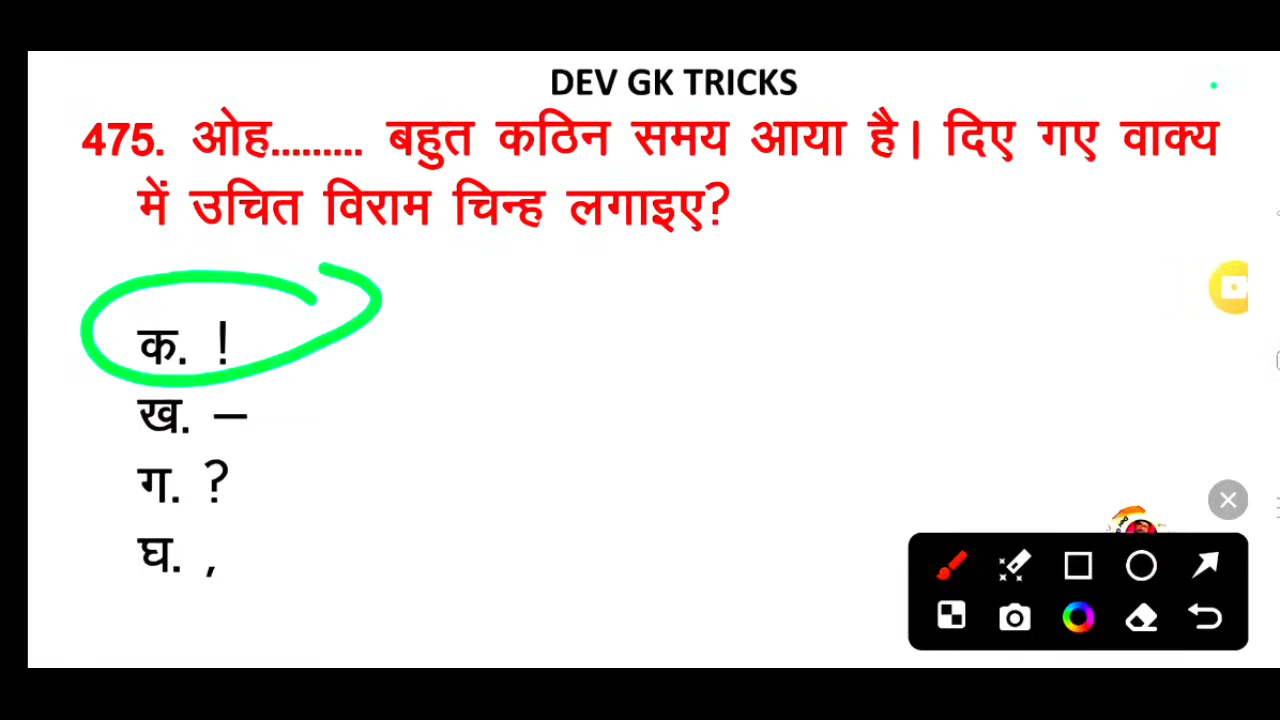 DEV GK TRICKS
475. ओह......... बहुत कठिन समय आया है। दिए गए वाक्य
में उचित विराम चिन्ह लगाइए?
क. !
ख. –
ग. ?
घ. ,